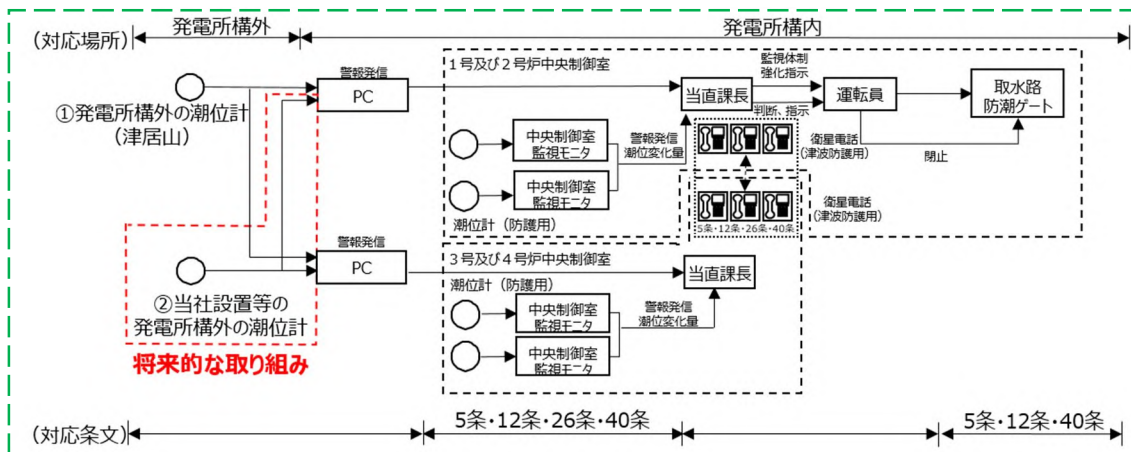 (対応場所)
発電所構外
発電所構内
①発電所構外の潮位計
(津居山)
警報発信
PC
1号及び2号炉中央制御室
中央制御室
監視モニタ
中央制御室
監視モニタ
潮位計(防護用)
警報発信
潮位変化量
当直課長
監視体制
強化指示
判断、指示
運転員
取水路
防潮ゲート
閉止
衛星電話
(津波防護用)
衛星電話
(津波防護用)
5条・12条・26条・40条
警報発信
PC
②当社設置等の
発電所構外の潮位計
将来的な取り組み
3号及び4号炉中央制御室
潮位計(防護用)
中央制御室
監視モニタ
中央制御室
監視モニタ
警報発信
潮位変化量
当直課長
(対応条文)
5条・12条・26条・40条
5条・12条・40条